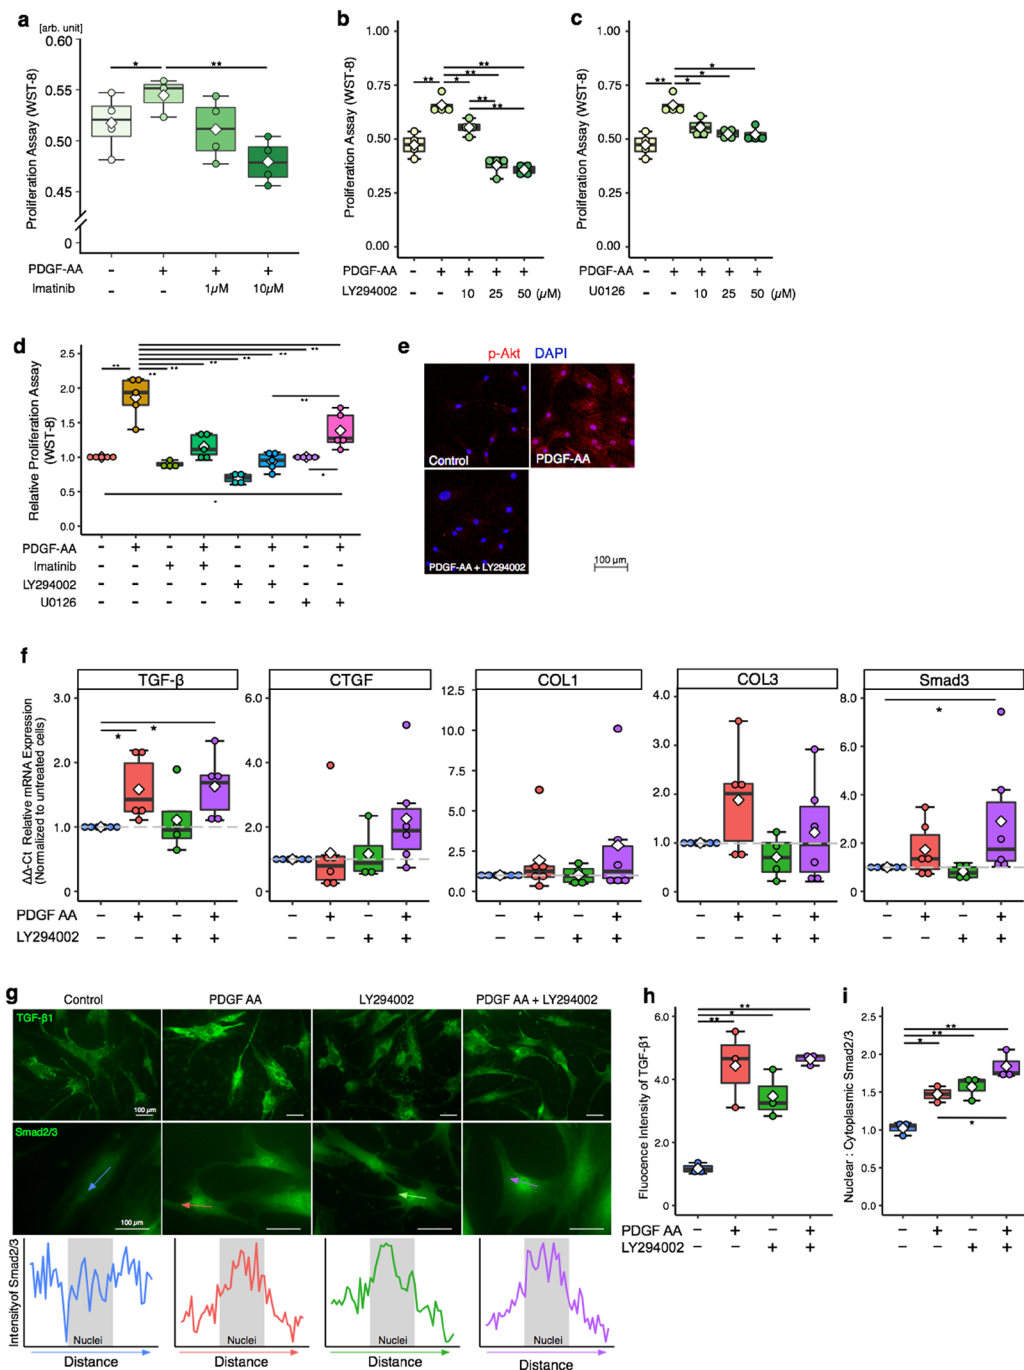 a
[arb. unit]
0.60
0.55
0.50
0.45
0
Proliferation Assay (WST-8)
* **
PDGF-AA - + + +
Imatinib - - 1μM 10μM
b
1.00
0.75
0.50
0.25
0.00
Proliferation Assay (WST-8)
** ** ** * ** **
PDGF-AA - + + + +
LY294002 - - 10 25 50 (μM)
c
1.00
0.75
0.50
0.25
0.00
Proliferation Assay (WST-8)
** * * *
PDGF-AA - + + + +
U0126 - - 10 25 50 (μM)
d
2.5
2.0
1.5
1.0
0.5
0.0
Relative Proliferation Assay
(WST-8)
** ** ** ** ** ** ** * *
PDGF-AA - + - + - + - +
Imatinib - - + + - - - -
LY294002 - - - - + + - -
U0126 - - - - - - + +
e
p-Akt DAPI
Control
PDGF-AA
PDGF-AA + LY294002
100 μm
f
TGF-β
CTGF
COL1
COL3
Smad3
ΔΔ-Ct Relative mRNA Expression
(Normalized to untreated cells)
3.0
2.0
1.0
0
* *
6.0
4.0
2.0
0
12.5
10.0
7.5
5.0
2.5
0.0
4.0
3.0
2.0
1.0
0
8.0
6.0
4.0
2.0
0
*
PDGF AA − + − + − + − + − + − + − + − + − + − +
LY294002 − − + + − − + + − − + + − − + + − − + +
g
Control
PDGF AA
LY294002
PDGF AA + LY294002
TGF-β1
100 μm
Smad2/3
100 μm
Intensity of Smad2/3
Nuclei
Nuclei
Nuclei
Nuclei
Distance
Distance
Distance
Distance
h
Fluocence Intensity of TGF-β1
6.0
4.0
2.0
0.0
** * **
PDGF AA − + − +
LY294002 − − + +
i
Nuclear : Cytoplasmic Smad2/3
2.5
2.0
1.5
1.0
0.5
0.0
** ** * *
− + − +
− − + +